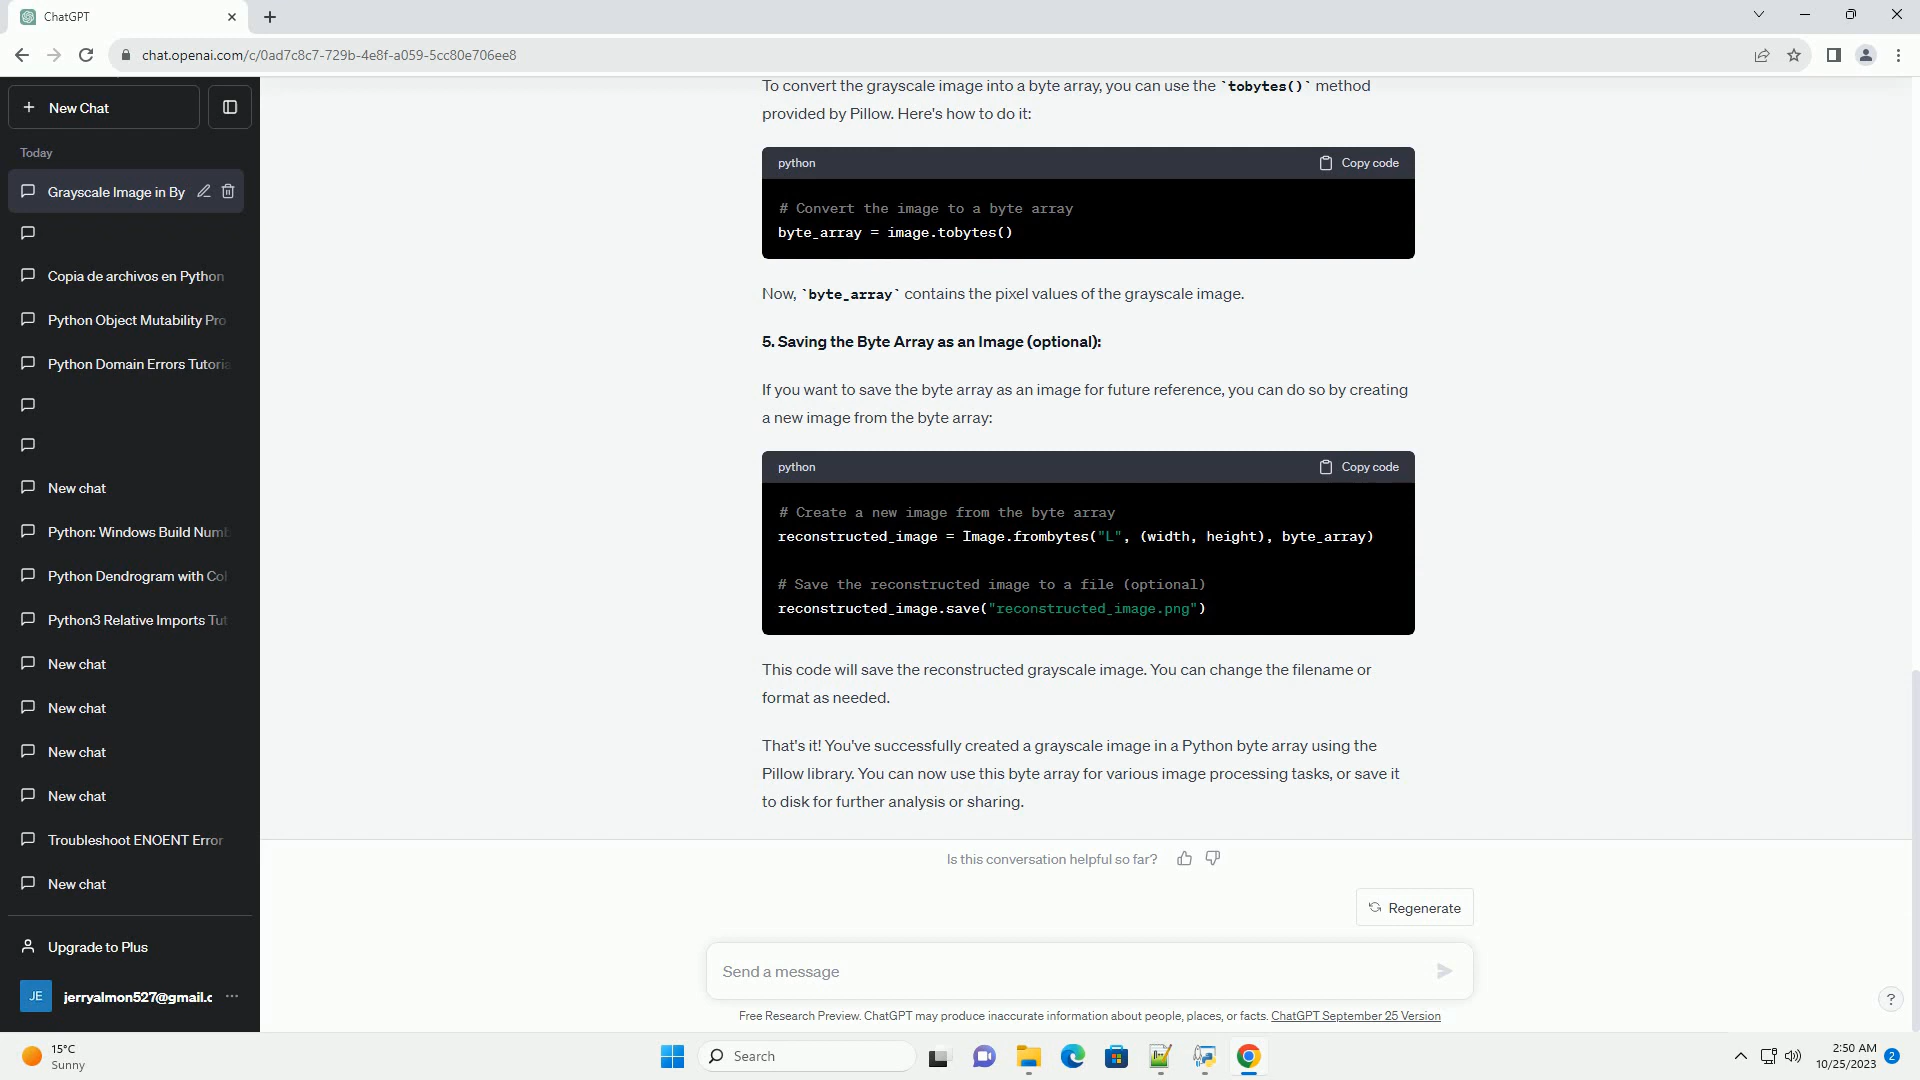 ChatGPT
chat.openai.com/c/0ad7c8c7-729b-4e8f-a059-5cc80e706ee8
New Chat
Today
Grayscale Image in By
Copia de archivos en Python
Python Object Mutability Pro
Python Domain Errors Tutoria
New chat
Python: Windows Build Numb
Python Dendrogram with Col
Python3 Relative Imports Tut
New chat
New chat
New chat
New chat
Troubleshoot ENOENT Error
New chat
Upgrade to Plus
JE
jerryalmon527@gmail.c
To convert the grayscale image into a byte array, you can use the `tobytes()` method
provided by Pillow. Here's how to do it:
python
Copy code
# Convert the image to a byte array
byte_array = image.tobytes()
Now, `byte_array` contains the pixel values of the grayscale image.
5. Saving the Byte Array as an Image (optional):
If you want to save the byte array as an image for future reference, you can do so by creating
a new image from the byte array:
python
Copy code
# Create a new image from the byte array
reconstructed_image = Image.frombytes("L", (width, height), byte_array)
# Save the reconstructed image to a file (optional)
reconstructed_image.save("reconstructed_image.png")
This code will save the reconstructed grayscale image. You can change the filename or
format as needed.
That's it! You've successfully created a grayscale image in a Python byte array using the
Pillow library. You can now use this byte array for various image processing tasks, or save it
to disk for further analysis or sharing.
Is this conversation helpful so far?
Regenerate
Send a message
Free Research Preview. ChatGPT may produce inaccurate information about people, places, or facts. ChatGPT September 25 Version
?
15°C
Sunny
Search
2:50 AM
10/25/2023
2